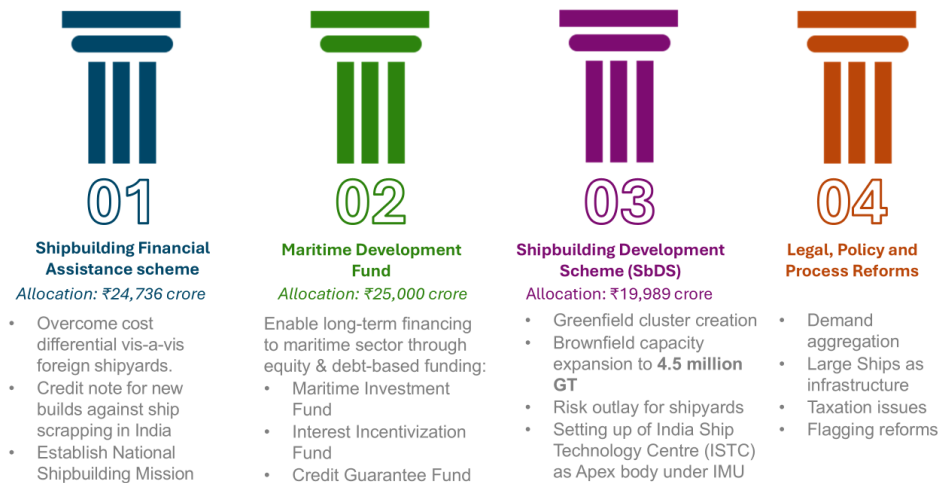 01
Shipbuilding Financial
Assistance scheme
Allocation: ₹24,736 crore
• Overcome cost
differential vis-a-vis
foreign shipyards.
• Credit note for new
builds against ship
scrapping in India
• Establish National
Shipbuilding Mission
02
Maritime Development
Fund
Allocation: ₹25,000 crore
Enable long-term financing
to maritime sector through
equity & debt-based funding:
• Maritime Investment
Fund
• Interest Incentivization
Fund
• Credit Guarantee Fund
03
Shipbuilding Development
Scheme (SbDS)
Allocation: ₹19,989 crore
• Greenfield cluster creation
• Brownfield capacity
expansion to 4.5 million
GT
• Risk outlay for shipyards
• Setting up of India Ship
Technology Centre (ISTC)
as Apex body under IMU
04
Legal, Policy and
Process Reforms
• Demand
aggregation
• Large Ships as
infrastructure
• Taxation issues
• Flagging reforms